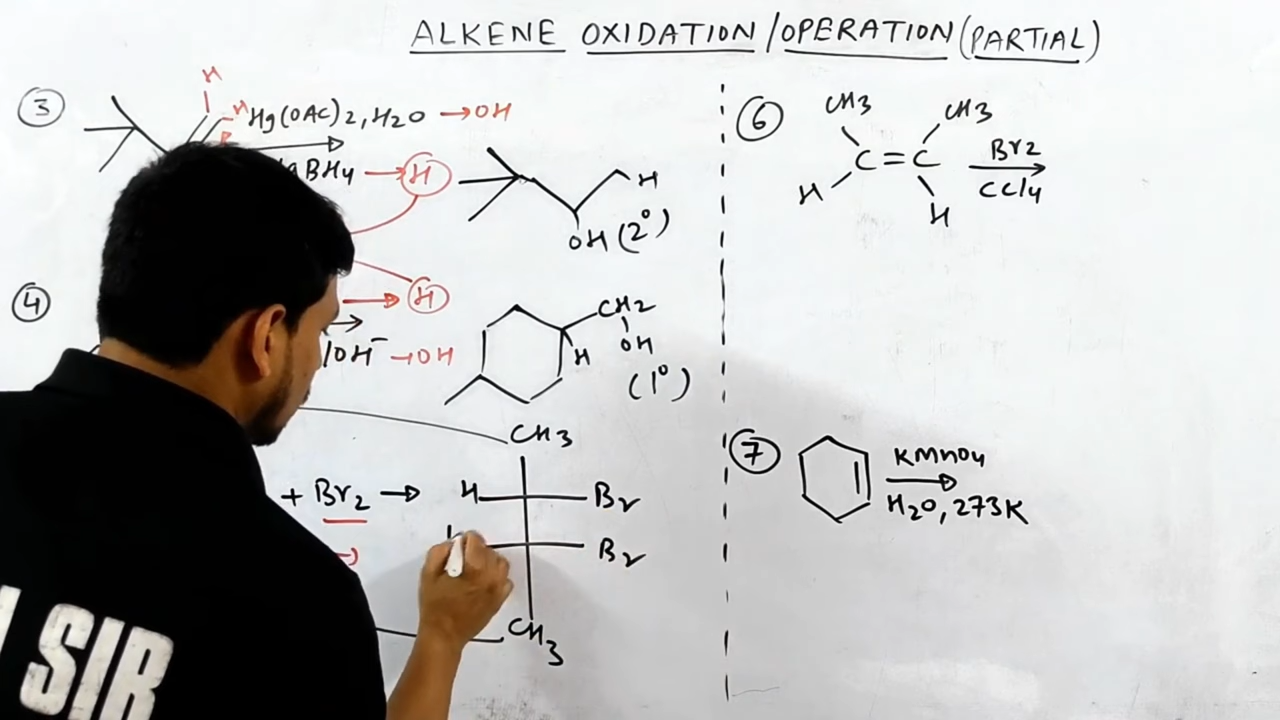 ALKENE OXIDATION/OPERATION (PARTIAL)
3
H
H
Hg(OAC)2, H2O → OH
BH4 → H
H
OH (2°)
4
→ H
/OH⁻ → OH
CH2
OH
H
(1°)
CH3
+ Br2 → H Br
Br
CH3
6
CH3 CH3
C=C Br2
H CCl4
H
7
KMnO4
H2O, 273K
SIR